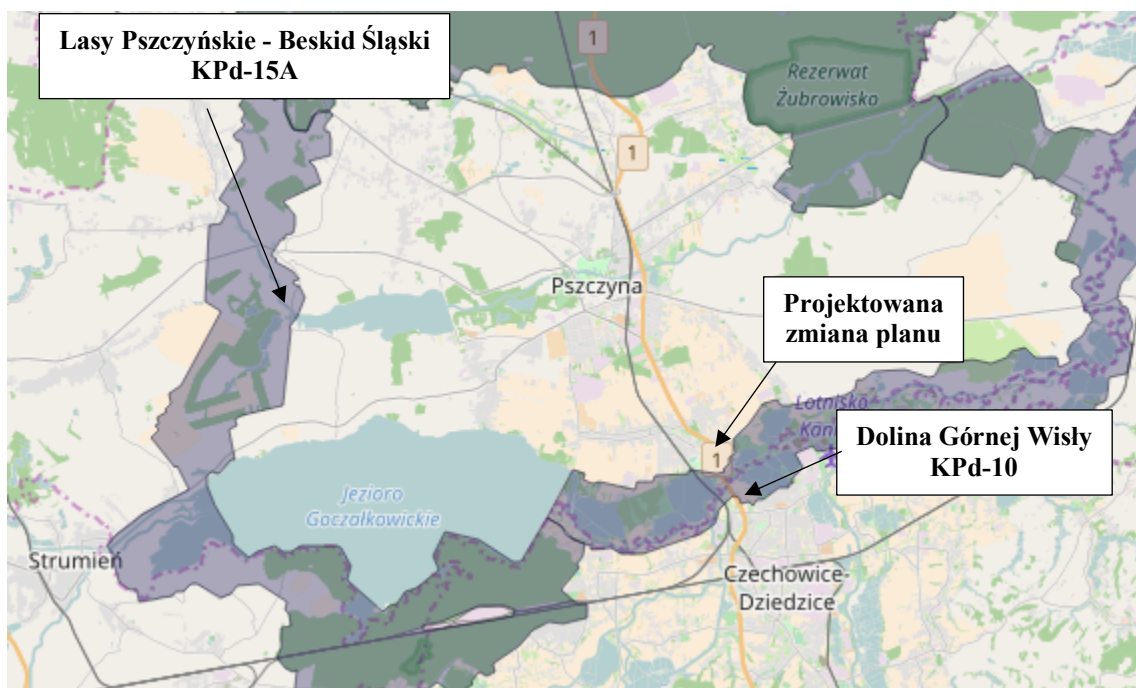 Lasy Pszczyńskie - Beskid Śląski
KPd-15A
1
Rezerwat
Żubrowisko
1
Pszczyna
Projektowana
zmiana planu
Lotnisko
1
Dolina Górnej Wisły
KPd-10
Jezioro
Goczałkowickie
Strumień
Czechowice-
Dziedzice